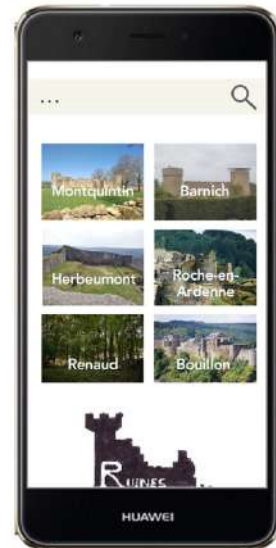 ...
Montquintin
Barnich
Herbeumont
Roche-en-
Ardenne
Renaud
Bouillon
RUINES
HUAWEI